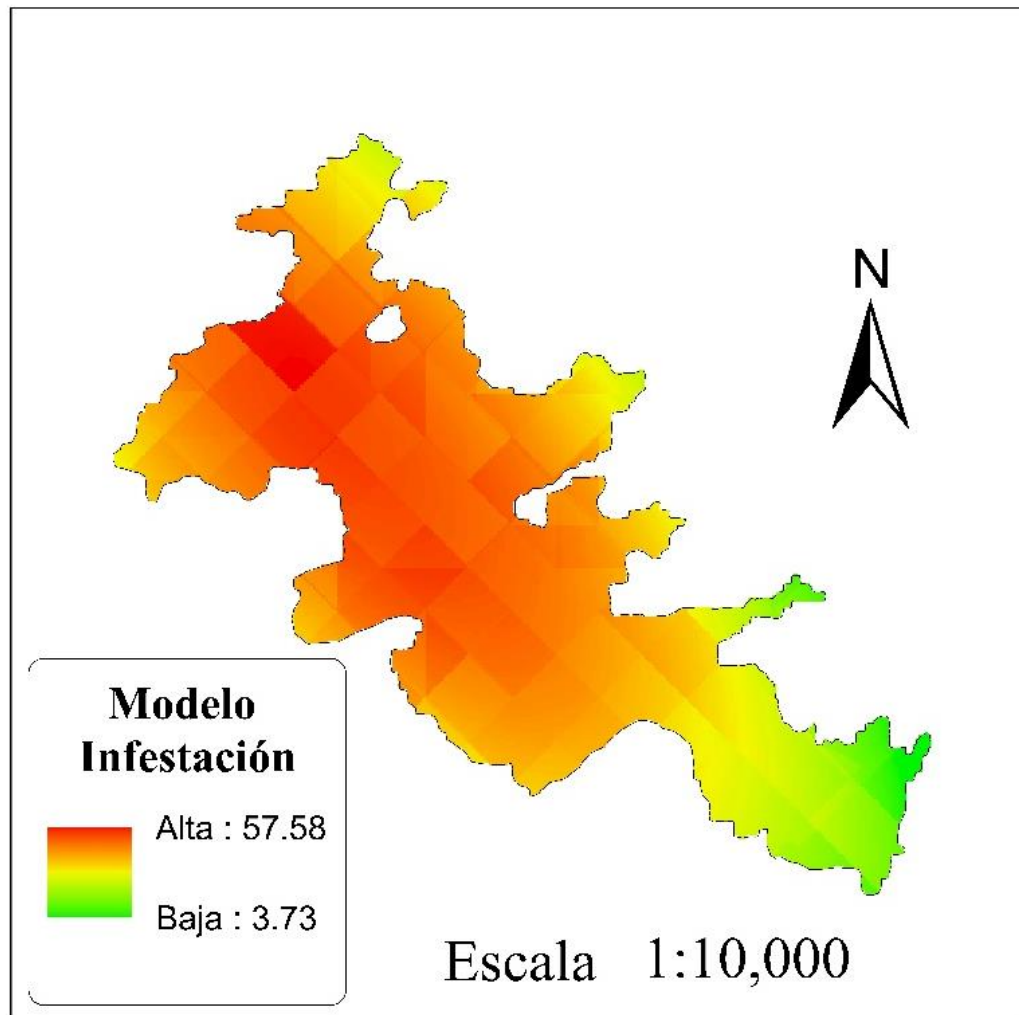 N
Modelo
Infestación
Alta : 57.58
Baja : 3.73
Escala 1:10,000